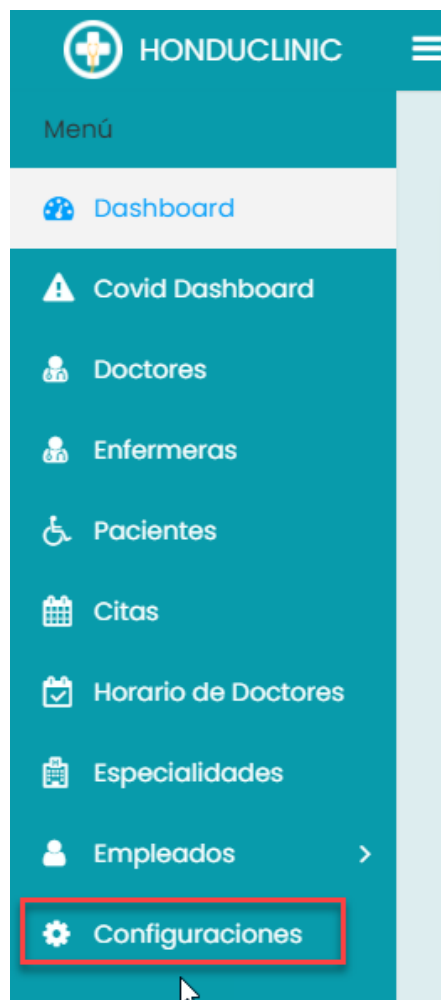 HONDUCLINIC
Menú
Dashboard
Covid Dashboard
Doctores
Enfermeras
Pacientes
Citas
Horario de Doctores
Especialidades
Empleados
Configuraciones